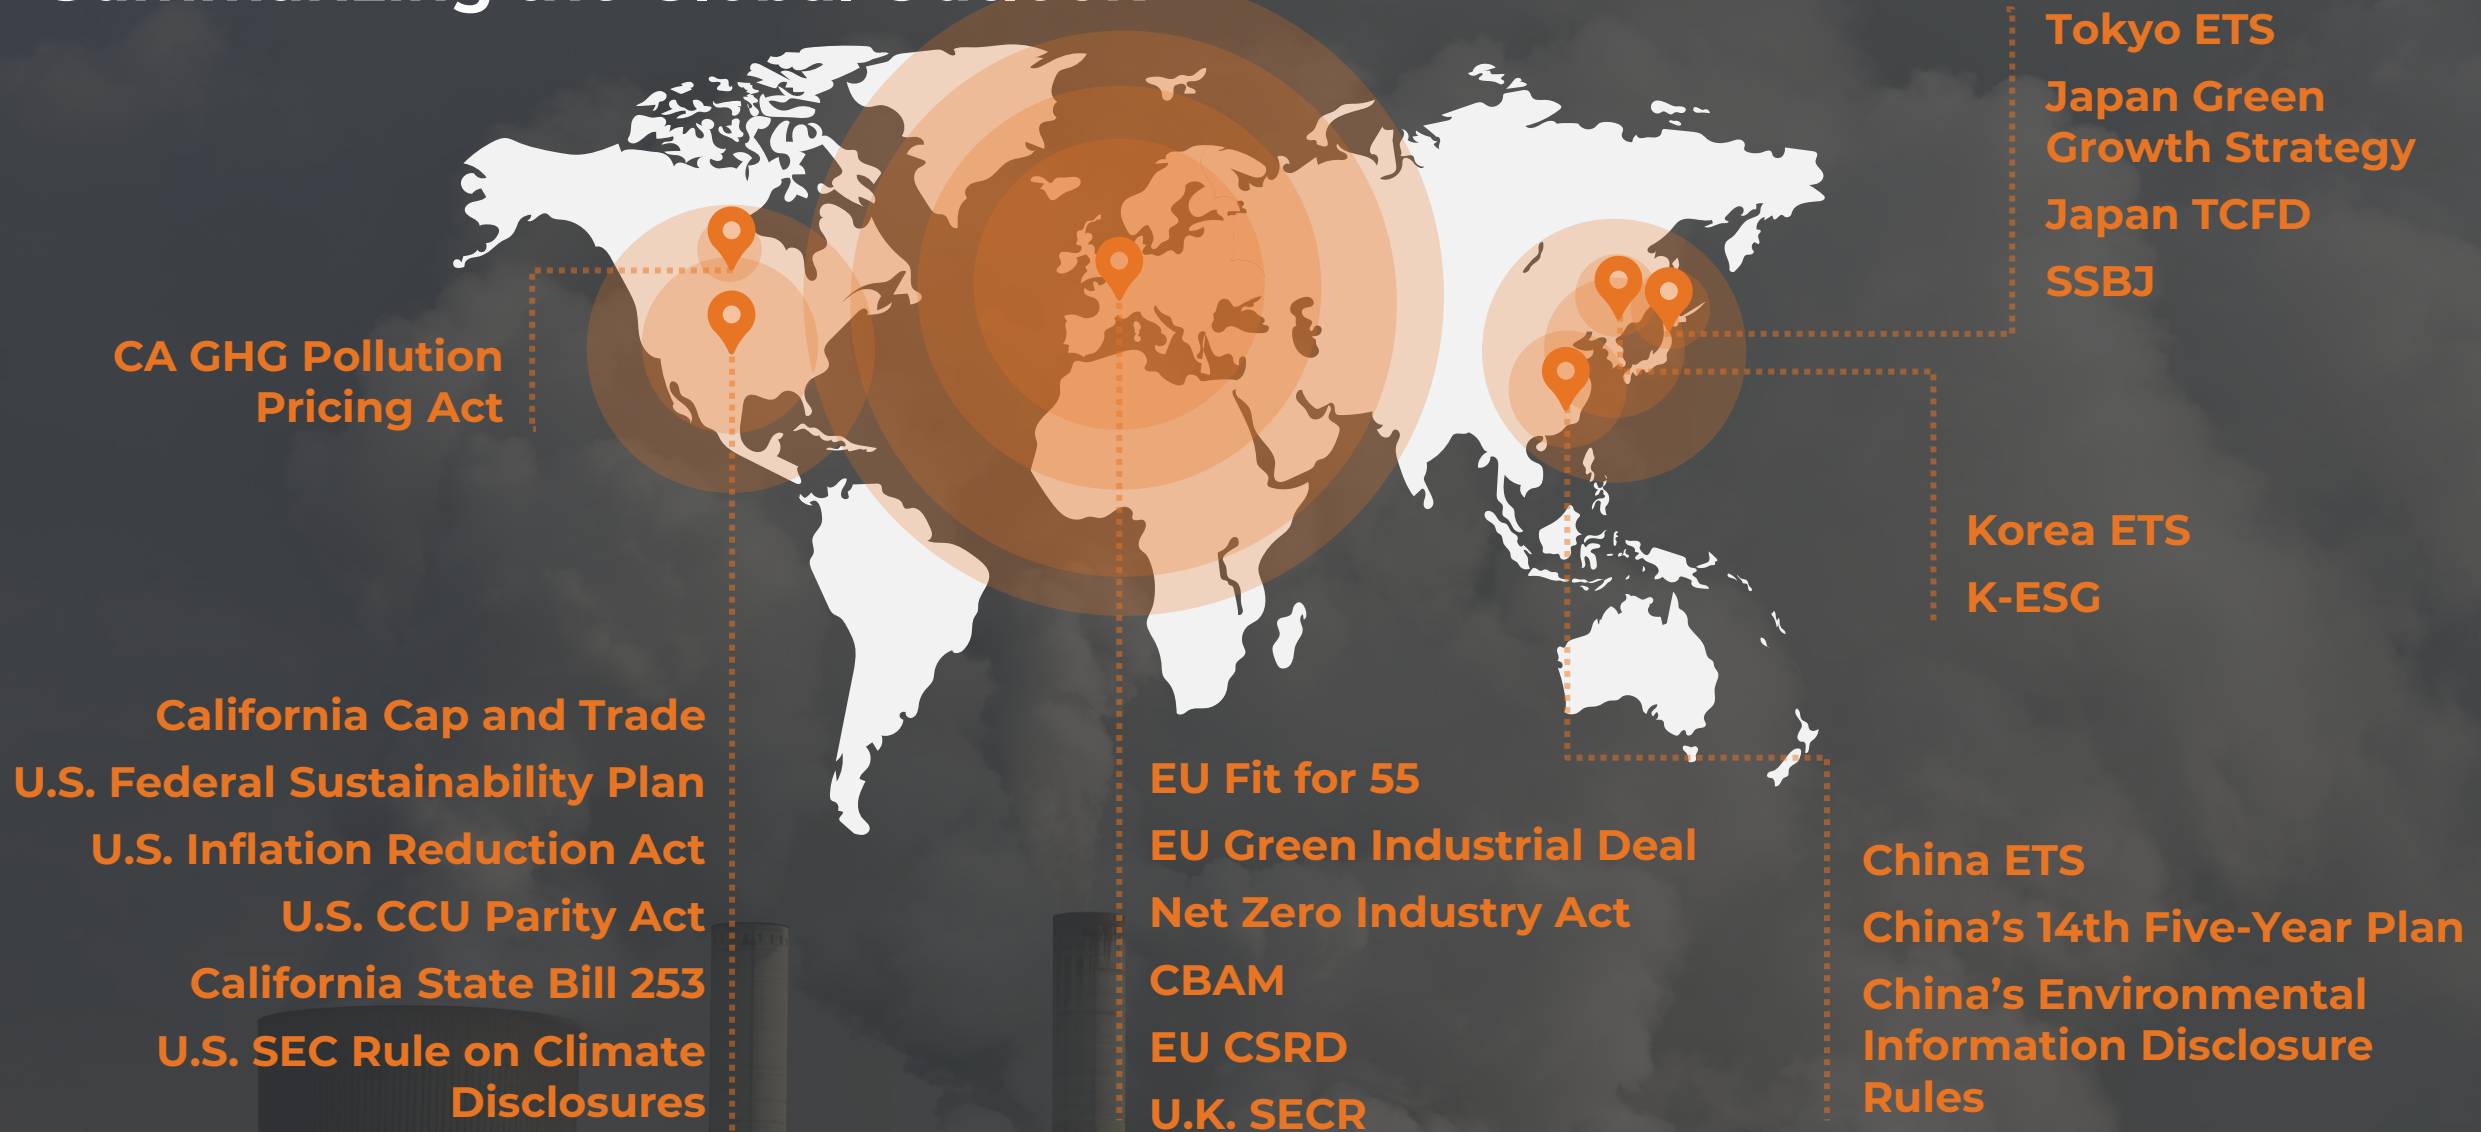 Tokyo ETS
Japan Green
Growth Strategy
Japan TCFD
SSBJ
CA GHG Pollution
Pricing Act
Korea ETS
K-ESG
California Cap and Trade
U.S. Federal Sustainability Plan
U.S. Inflation Reduction Act
U.S. CCU Parity Act
California State Bill 253
U.S. SEC Rule on Climate
Disclosures
EU Fit for 55
EU Green Industrial Deal
Net Zero Industry Act
CBAM
EU CSRD
U.K. SECR
China ETS
China’s 14th Five-Year Plan
China’s Environmental
Information Disclosure
Rules